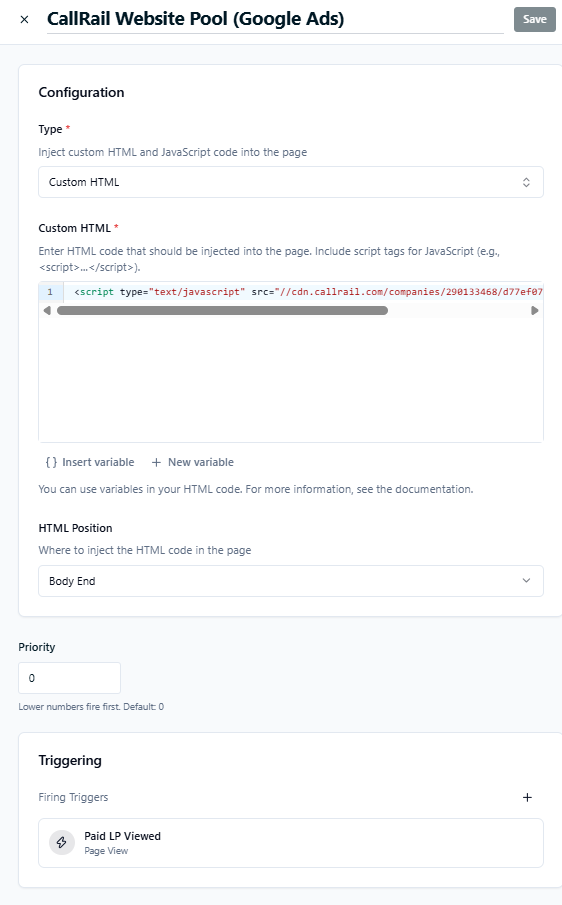 CallRail Website Pool (Google Ads)
Save
Configuration
Type *
Inject custom HTML and JavaScript code into the page
Custom HTML
Custom HTML *
Enter HTML code that should be injected into the page. Include script tags for JavaScript (e.g.,
<script>…</script>).
1 <script type="text/javascript" src="//cdn.callrail.com/companies/290133468/d77ef07
{ } Insert variable + New variable
You can use variables in your HTML code. For more information, see the documentation.
HTML Position
Where to inject the HTML code in the page
Body End
Priority
0
Lower numbers fire first. Default: 0
Triggering
Firing Triggers
Paid LP Viewed
Page View